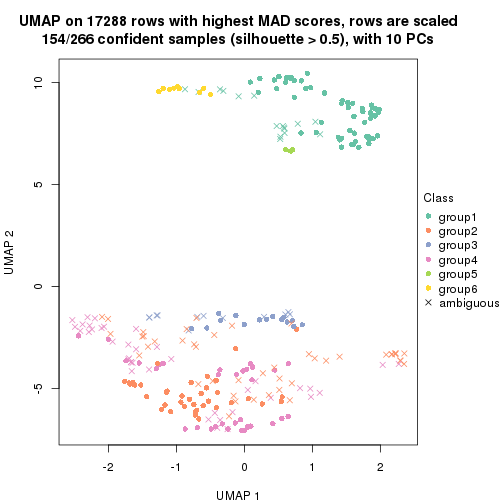 UMAP on 17288 rows with highest MAD scores, rows are scaled
154/266 confident samples (silhouette > 0.5), with 10 PCs
10
5
0
-5
UMAP 2
-2
-1
0
1
2
UMAP 1
Class
group1
group2
group3
group4
group5
group6
ambiguous